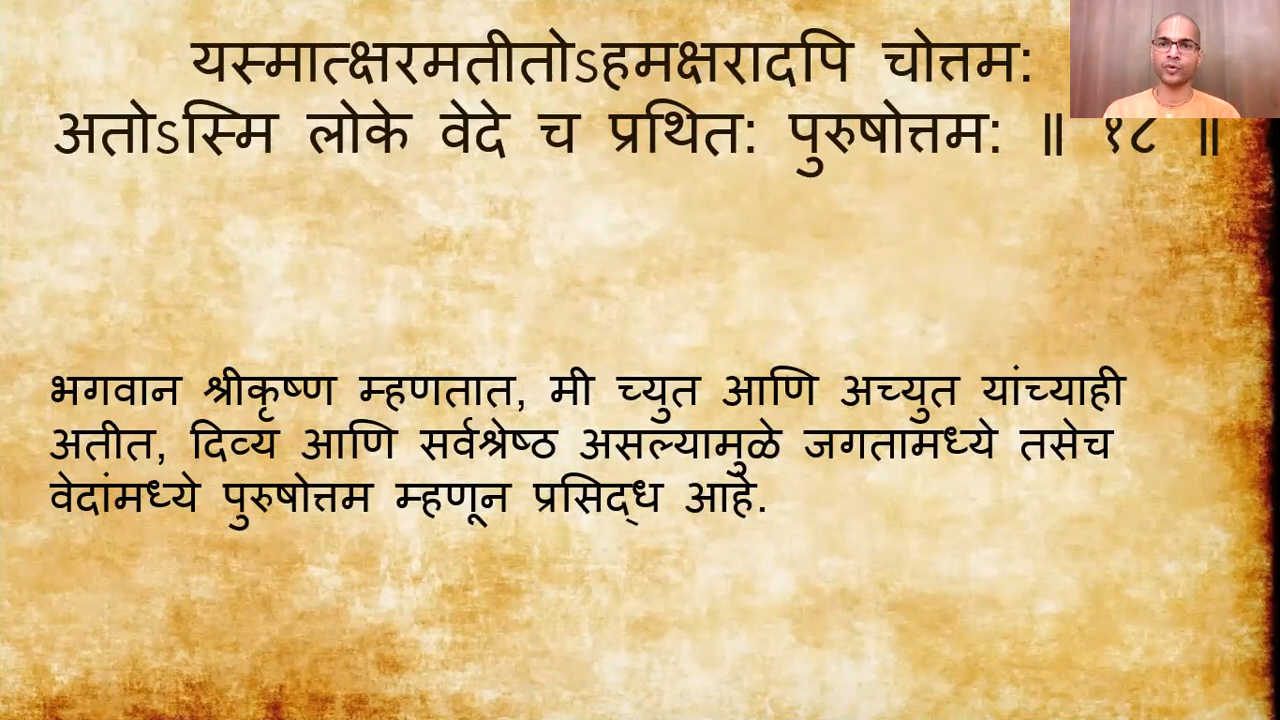 यस्मात्क्षरमतीतोऽहमक्षरादपि चोत्तम:
अतोऽस्मि लोके वेदे च प्रथित: पुरुषोत्तम: ॥ १८ ॥
भगवान श्रीकृष्ण म्हणतात, मी च्युत आणि अच्युत यांच्याही
अतीत, दिव्य आणि सर्वश्रेष्ठ असल्यामुळे जगतामध्ये तसेच
वेदांमध्ये पुरुषोत्तम म्हणून प्रसिद्ध आहे.